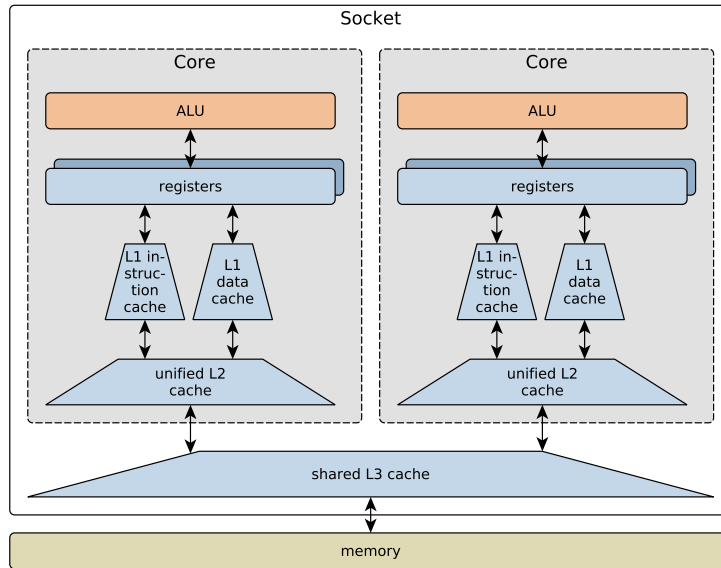 Socket
Core
ALU
registers
L1 in-
struc-
tion
cache
L1
data
cache
unified L2
cache
Core
ALU
registers
L1 in-
struc-
tion
cache
L1
data
cache
unified L2
cache
shared L3 cache
memory